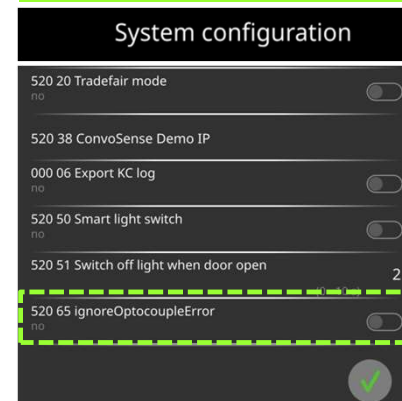 System configuration
520 20 Tradefair mode
no
520 38 ConvoSense Demo IP
000 06 Export KC log
no
520 50 Smart light switch
no
520 51 Switch off light when door open
2
520 65 ignoreOptocoupleError
no